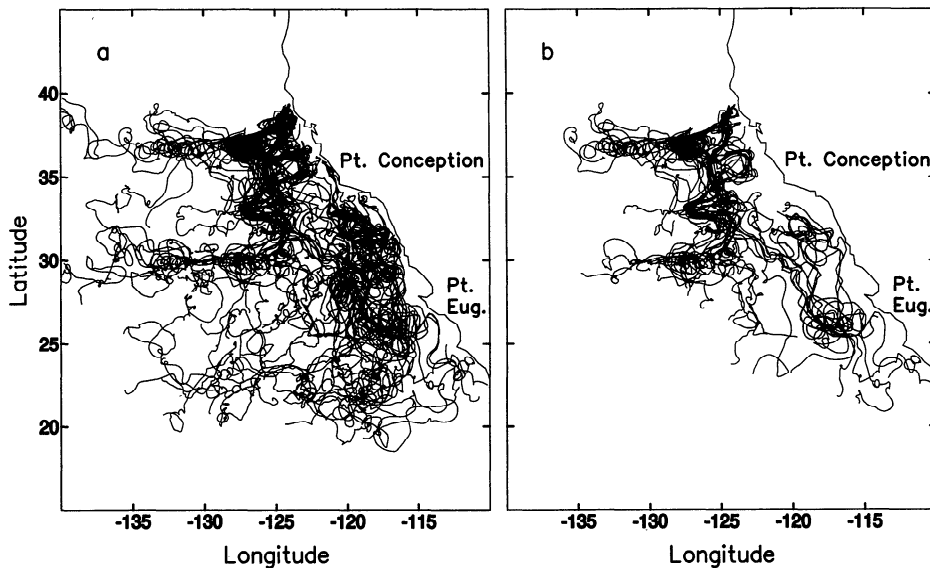 a
b
40
35
30
25
20
Latitude
Pt. Conception
Pt.
Eug.
Pt. Conception
Pt.
Eug.
-135 -130 -125 -120 -115
-135 -130 -125 -120 -115
Longitude
Longitude